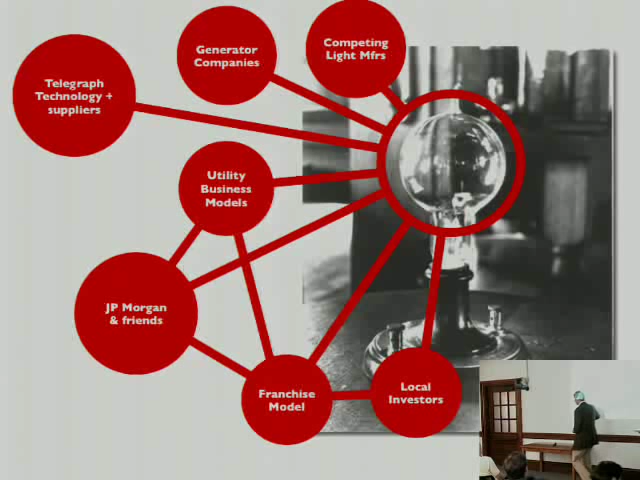 Competing
Light Mfrs
Generator
Companies
Telegraph
Technology +
suppliers
Utility
Business
Models
JP Morgan
& friends
Franchise
Model
Local
Investors